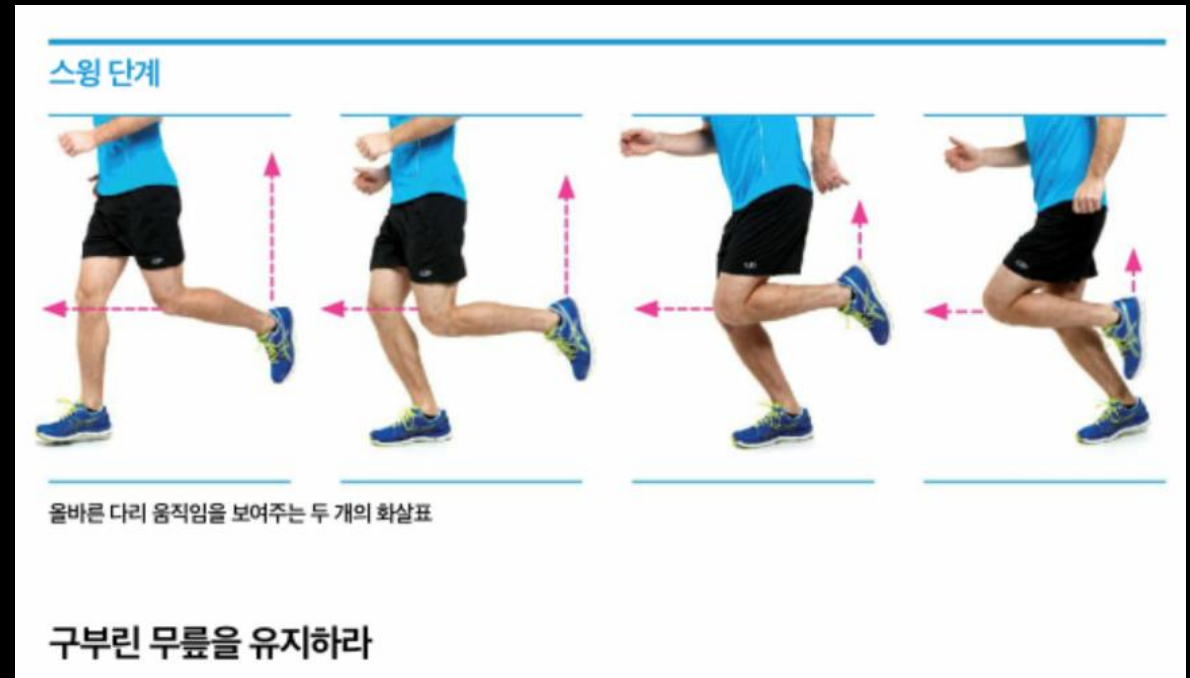 스윙 단계
올바른 다리 움직임을 보여주는 두 개의 화살표
구부린 무릎을 유지하라